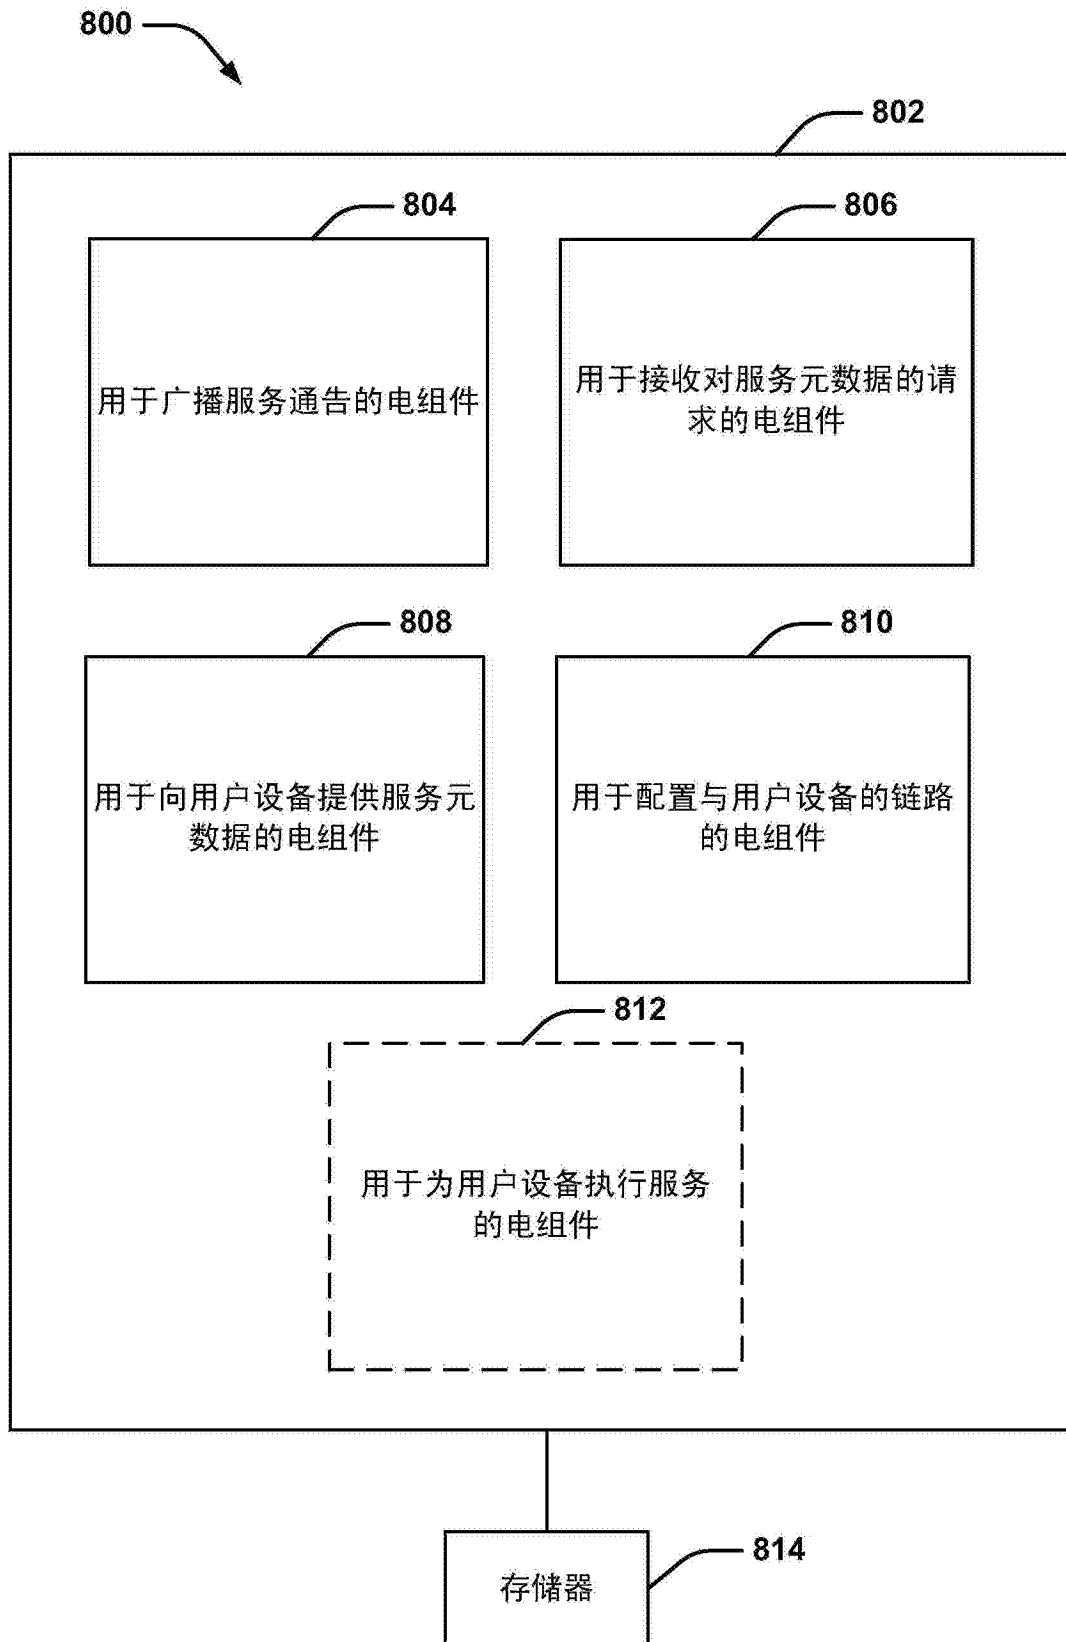 800
802
804
806
用于广播服务通告的电组件
用于接收对服务元数据的请
求的电组件
808
810
用于向用户设备提供服务元
数据的电组件
用于配置与用户设备的链路
的电组件
812
用于为用户设备执行服务
的电组件
814
存储器